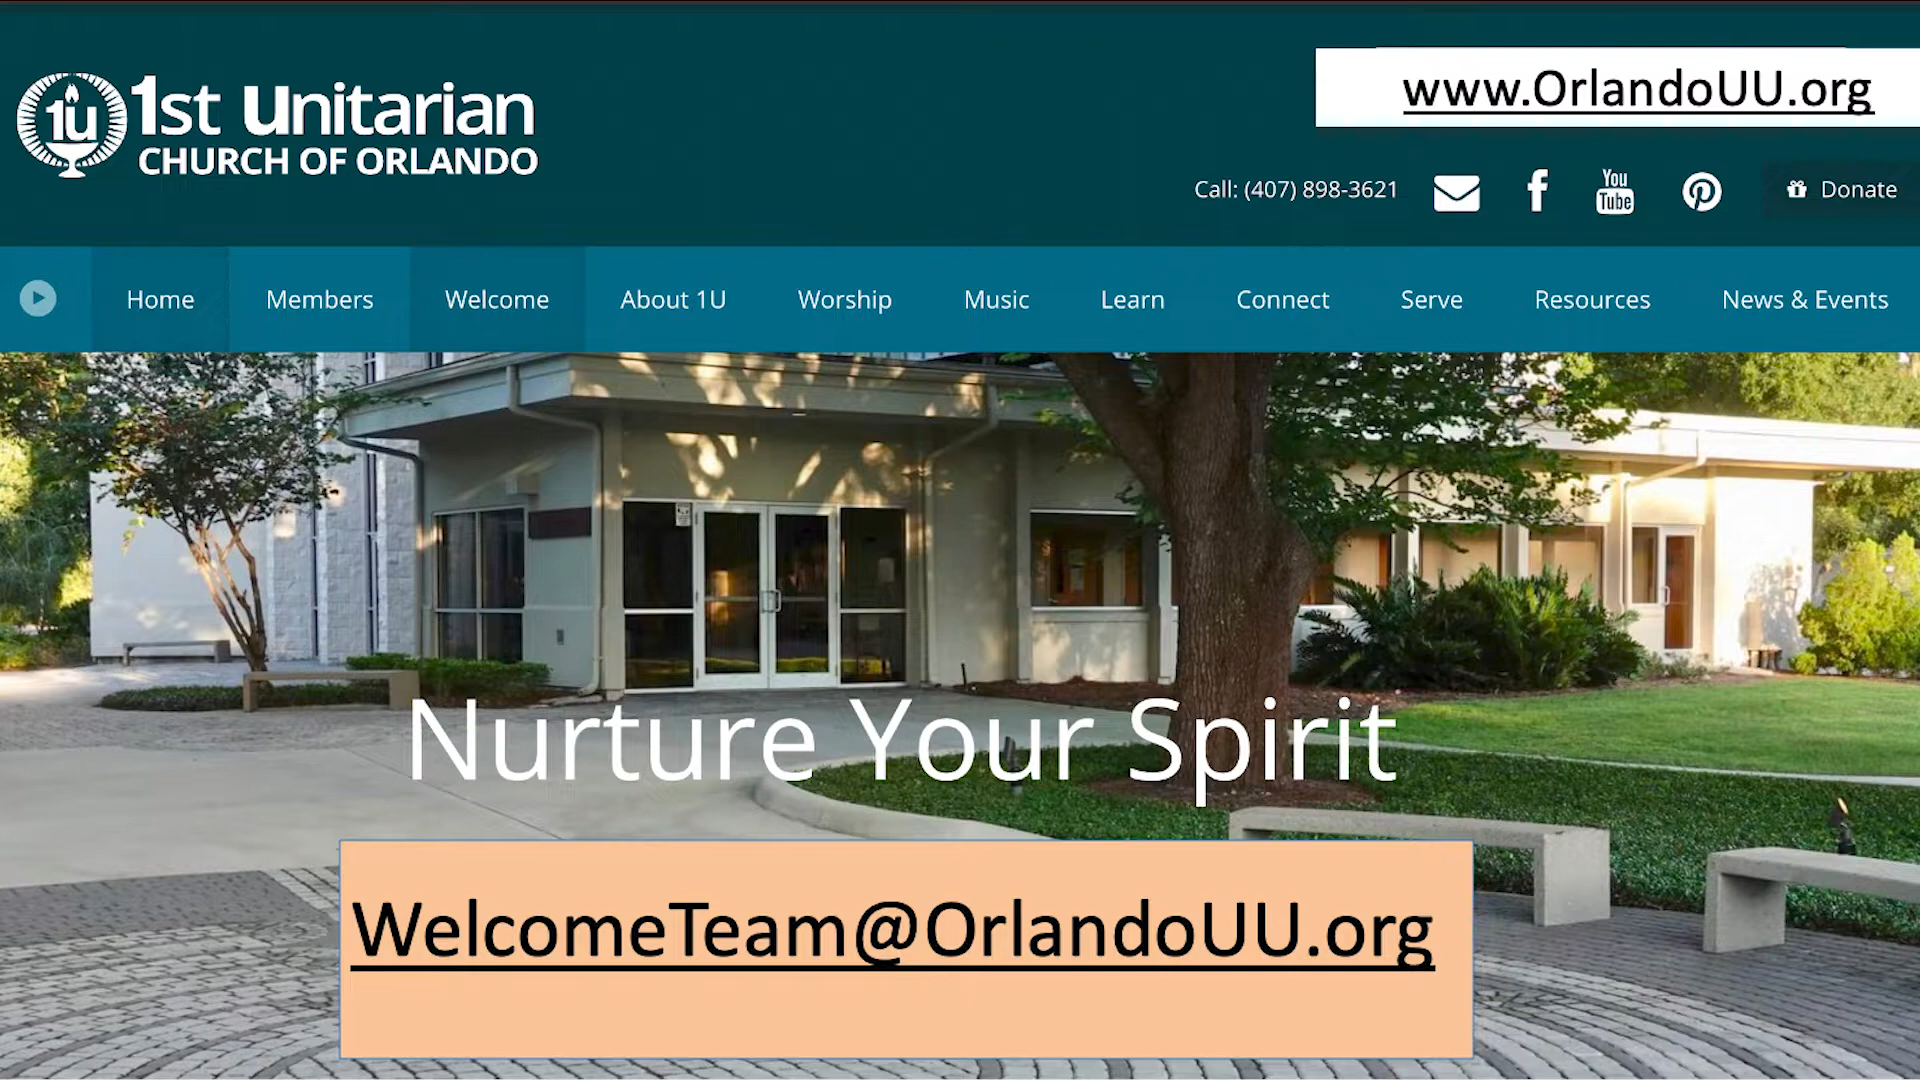 www.OrlandoUU.org
1U
1st Unitarian
CHURCH OF ORLANDO
Call: (407) 898-3621
You
Tube
Donate
Home Members Welcome About 1U Worship Music Learn Connect Serve Resources News & Events
Nurture Your Spirit
WelcomeTeam@OrlandoUU.org